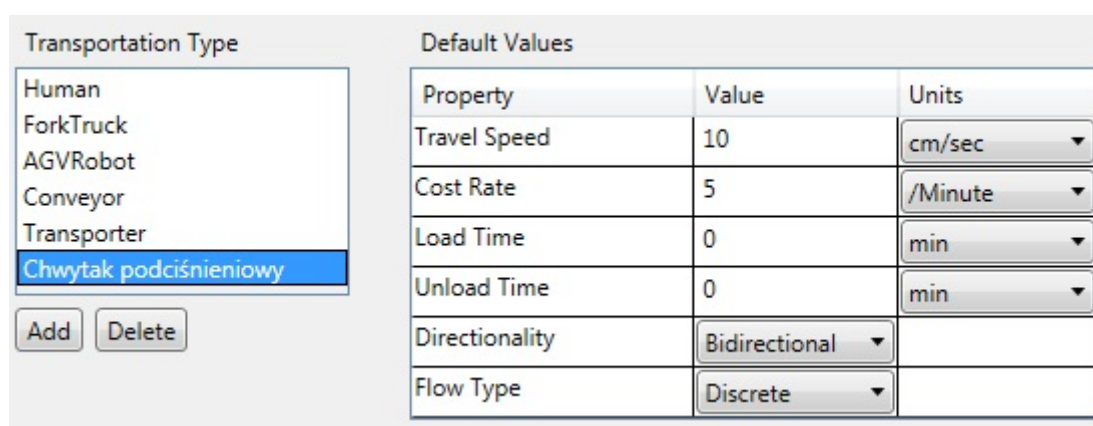 Transportation Type
Human
ForkTruck
AGVRobot
Conveyor
Transporter
Chwytak podciśnieniowy
Add Delete
Default Values
Property Value Units
Travel Speed 10 cm/sec
Cost Rate 5 /Minute
Load Time 0 min
Unload Time 0 min
Directionality Bidirectional
Flow Type Discrete